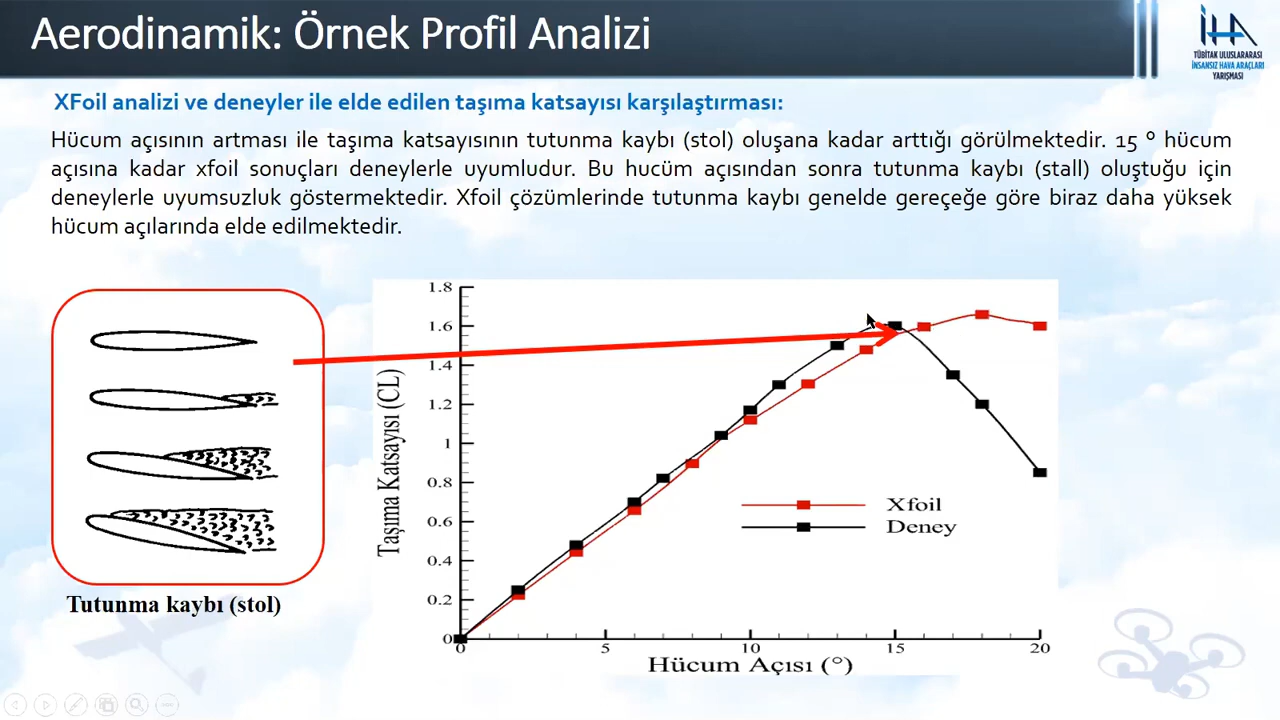 Aerodinamik: Örnek Profil Analizi
İHA
TÜBİTAK ULUSLARARASI
İNSANSIZ HAVA ARAÇLARI
YARIŞMASI
XFoil analizi ve deneyler ile elde edilen taşıma katsayısı karşılaştırması:
Hücum açısının artması ile taşıma katsayısının tutunma kaybı (stol) oluşana kadar arttığı görülmektedir. 15 ° hücum
açısına kadar xfoil sonuçları deneylerle uyumludur. Bu hucüm açısından sonra tutunma kaybı (stall) oluştuğu için
deneylerle uyumsuzluk göstermektedir. Xfoil çözümlerinde tutunma kaybı genelde gereçeğe göre biraz daha yüksek
hücum açılarında elde edilmektedir.
Tutunma kaybı (stol)
Taşıma Katsayısı (CL)
1.8
1.6
1.4
1.2
1
0.8
0.6
0.4
0.2
0
Xfoil
Deney
0 5 10 15 20
Hücum Açısı (°)